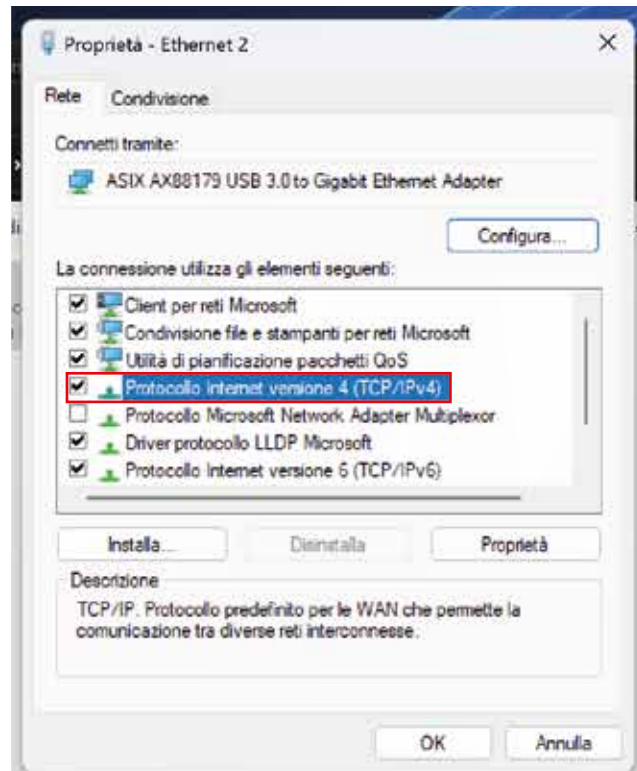 Proprietà - Ethernet 2
Rete Condivisione
Connetti tramite:
ASIX AX88179 USB 3.0 to Gigabit Ethernet Adapter
Configura...
La connessione utilizza gli elementi seguenti:
Client per reti Microsoft
Condivisione file e stampanti per reti Microsoft
Utilità di pianificazione pacchetti QoS
Protocollo Internet versione 4 (TCP/IPv4)
Protocollo Microsoft Network Adapter Multiplexor
Driver protocollo LLDP Microsoft
Protocollo Internet versione 6 (TCP/IPv6)
Installa... Disinstalla Proprietà
Descrizione
TCP/IP. Protocollo predefinito per le WAN che permette la
comunicazione tra diverse reti interconnesse.
OK Annulla